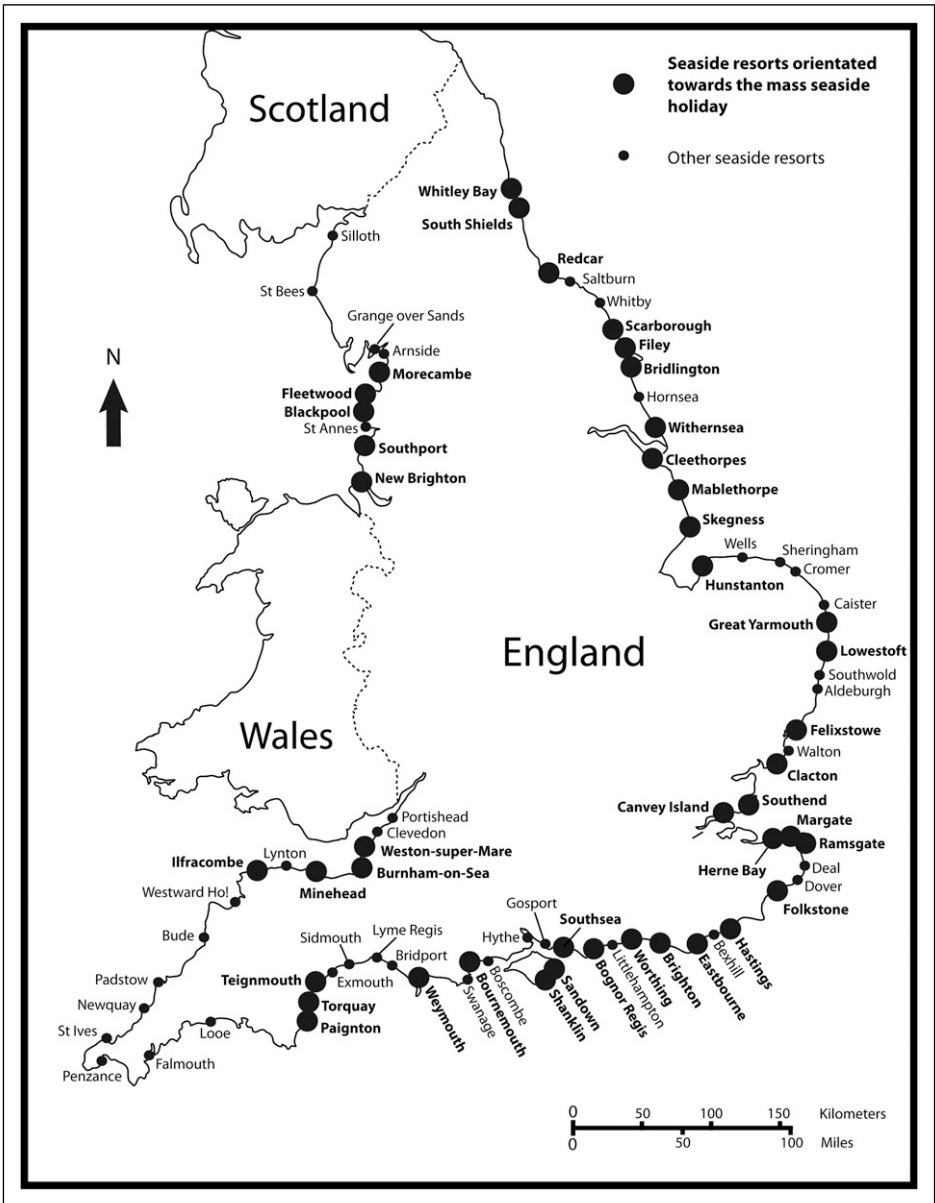 Seaside resorts orientated
towards the mass seaside
holiday
Other seaside resorts
Scotland
England
Wales
N
Whitley Bay
South Shields
Redcar
Saltburn
Whitby
Scarborough
Filey
Bridlington
Hornsea
Withernsea
Cleethorpes
Mablethorpe
Skegness
Hunstanton
Wells
Sheringham
Cromer
Caister
Great Yarmouth
Lowestoft
Southwold
Aldeburgh
Felixstowe
Walton
Clacton
Southend
Canvey Island
Margate
Ramsgate
Herne Bay
Deal
Dover
Folkstone
Hastings
Bexhill
Eastbourne
Brighton
Worthing
Littlehampton
Bognor Regis
Southsea
Gosport
Sandown
Shanklin
Hythe
Boscombe
Bournemouth
Swanage
Weymouth
Bridport
Lyme Regis
Sidmouth
Exmouth
Teignmouth
Torquay
Paignton
Looe
Falmouth
Penzance
St Ives
Newquay
Padstow
Bude
Westward Ho!
Ilfracombe
Lynton
Minehead
Burnham-on-Sea
Weston-super-Mare
Clevedon
Portishead
New Brighton
Southport
St Annes
Blackpool
Fleetwood
Morecambe
Arnside
Grange over Sands
St Bees
Silloth
0 50 100 150 Kilometers
0 50 100 Miles